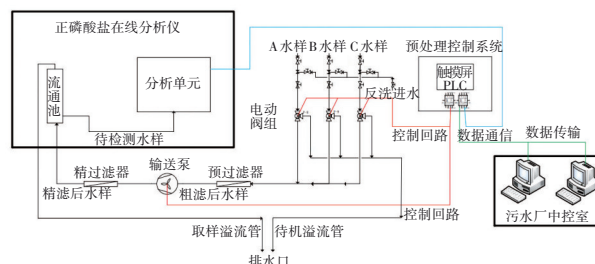 正磷酸盐在线分析仪
流通池
分析单元
待检测水样
A水样 B水样 C水样
预处理控制系统
触摸屏
PLC
反洗进水
电动
阀组
控制回路
数据通信
数据传输
精过滤器
精滤后水样
输送泵
预过滤器
粗滤后水样
污水厂中控室
取样溢流管
待机溢流管
控制回路
排水口